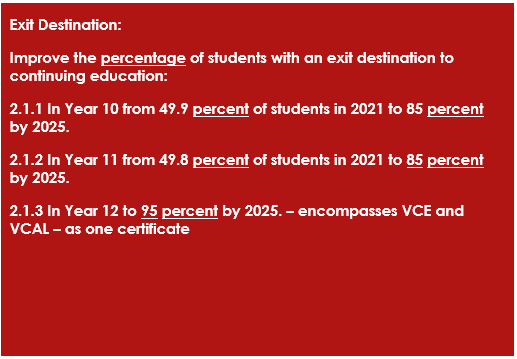 Exit Destination:
Improve the percentage of students with an exit destination to
continuing education:
2.1.1 In Year 10 from 49.9 percent of students in 2021 to 85 percent
by 2025.
2.1.2 In Year 11 from 49.8 percent of students in 2021 to 85 percent
by 2025.
2.1.3 In Year 12 to 95 percent by 2025. – encompasses VCE and
VCAL – as one certificate